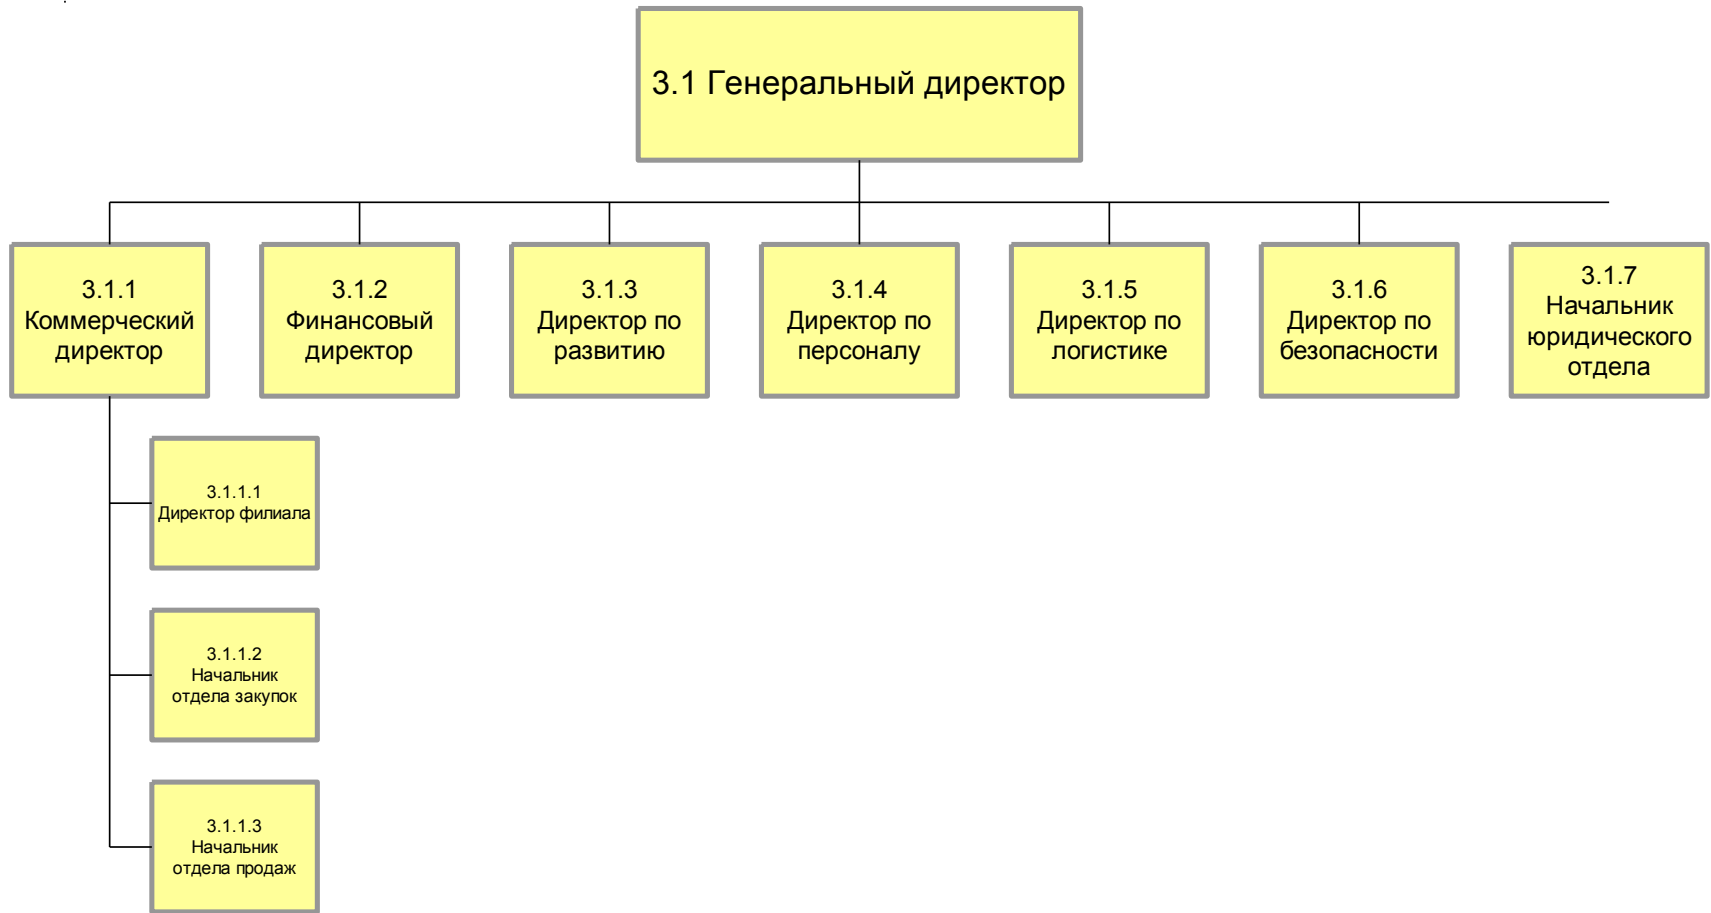 3.1 Генеральный директор
3.1.1
Коммерческий
директор
3.1.2
Финансовый
директор
3.1.3
Директор по
развитию
3.1.4
Директор по
персоналу
3.1.5
Директор по
логистике
3.1.6
Директор по
безопасности
3.1.7
Начальник
юридического
отдела
3.1.1.1
Директор филиала
3.1.1.2
Начальник
отдела закупок
3.1.1.3
Начальник
отдела продаж